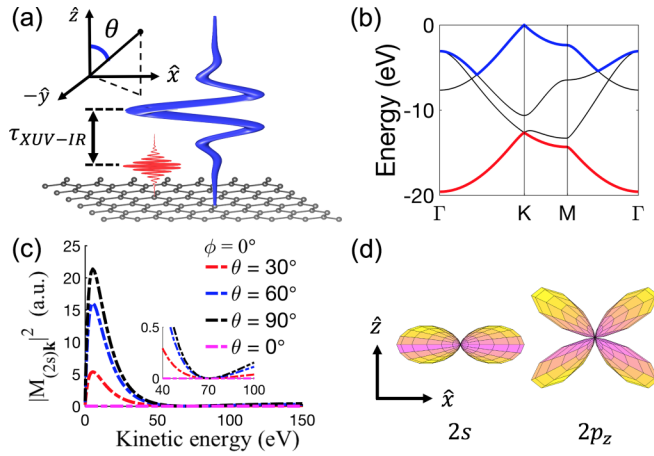 (a)
ẑ
θ
x̂
−ŷ
τXUV−IR
(b)
Energy (eV)
0
-10
-20
Γ
K
M
Γ
(c)
|M(2s)k|² (a.u.)
25
20
15
10
5
0
0
50
100
150
Kinetic energy (eV)
ϕ = 0°
θ = 30°
θ = 60°
θ = 90°
θ = 0°
0.5
0
40
70
100
(d)
ẑ
x̂
2s
2pz